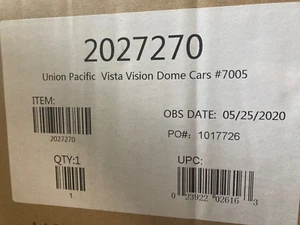 2027270
Union Pacific Vista Vision Dome Cars #7005
ITEM:
OBS DATE: 05/25/2020
2027270
PO#: 1017726
QTY:1
UPC:
1
0 23922 02616 3